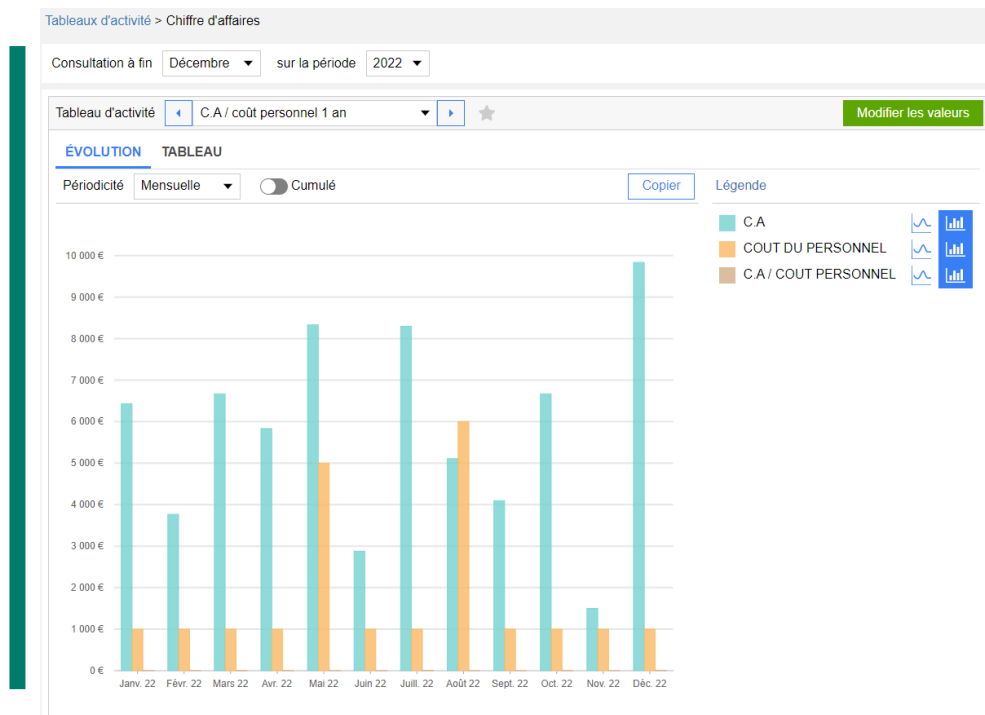 Tableaux d'activité > Chiffre d'affaires
Consultation à fin Décembre sur la période 2022
Tableau d'activité C.A / coût personnel 1 an Modifier les valeurs
ÉVOLUTION TABLEAU
Périodicité Mensuelle Cumulé Copier Légende
C.A
COUT DU PERSONNEL
C.A / COUT PERSONNEL
10 000 €
9 000 €
8 000 €
7 000 €
6 000 €
5 000 €
4 000 €
3 000 €
2 000 €
1 000 €
0 €
Janv. 22 Févr. 22 Mars 22 Avr. 22 Mai 22 Juin 22 Juill. 22 Août 22 Sept. 22 Oct. 22 Nov. 22 Déc. 22